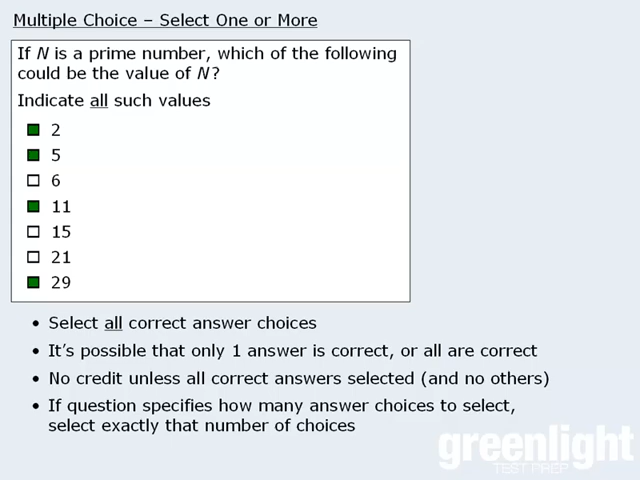 Multiple Choice – Select One or More
If N is a prime number, which of the following
could be the value of N?
Indicate all such values
2
5
6
11
15
21
29
• Select all correct answer choices
• It’s possible that only 1 answer is correct, or all are correct
• No credit unless all correct answers selected (and no others)
• If question specifies how many answer choices to select,
select exactly that number of choices
greenlight
TEST PREP